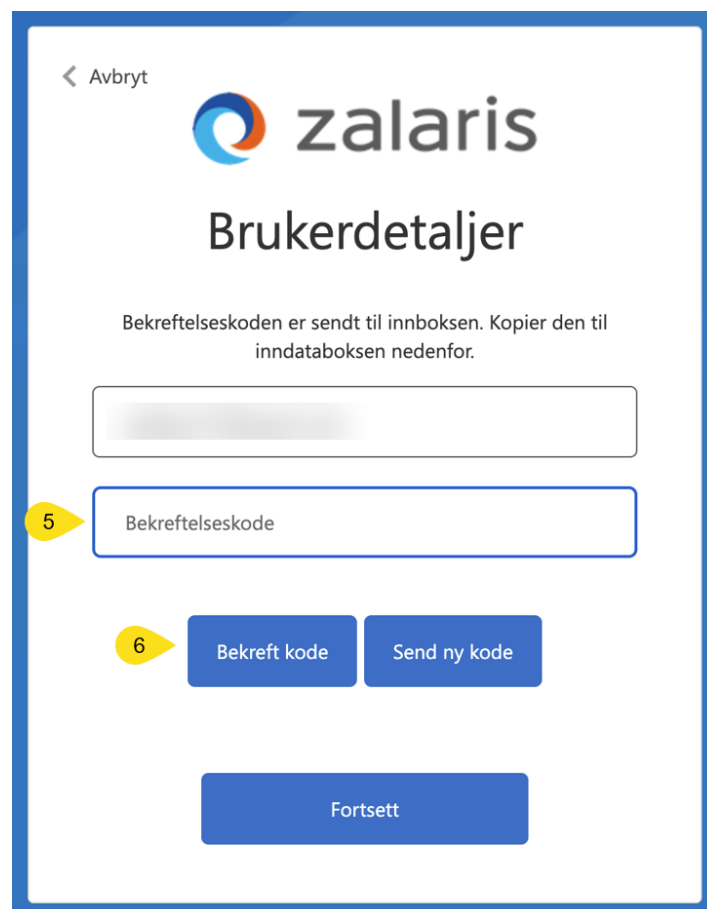 Avbryt
zalaris
Brukerdetaljer
Bekreftelseskoden er sendt til innboksen. Kopier den til
inndataboksen nedenfor.
5
Bekreftelseskode
6
Bekreft kode
Send ny kode
Fortsett